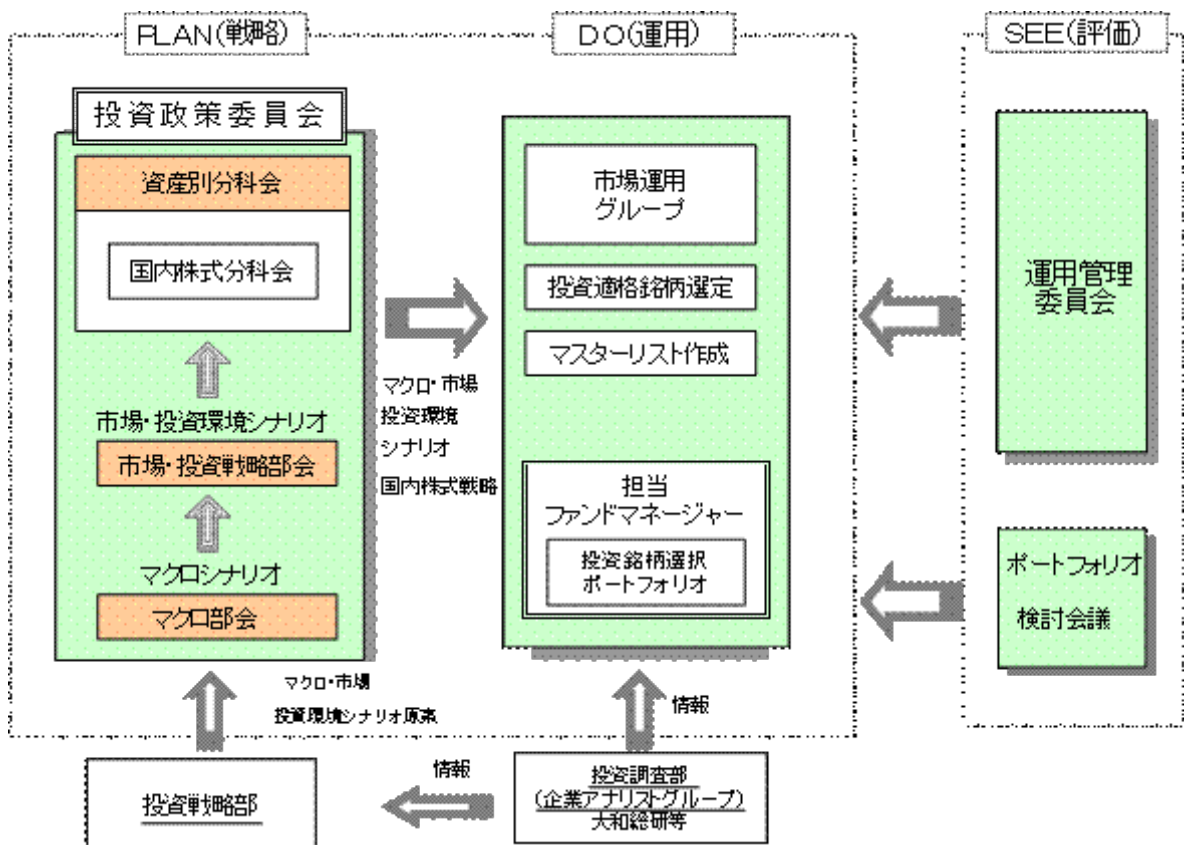 PLAN(戦略)
DO(運用)
SEE(評価)
投資政策委員会
資産別分科会
国内株式分科会
市場・投資環境シナリオ
市場・投資戦略部会
マクロシナリオ
マクロ部会
マクロ・市場
投資環境
シナリオ
国内株式戦略
市場運用
グループ
投資適格銘柄選定
マスターリスト作成
担当
ファンドマネージャー
投資銘柄選択
ポートフォリオ
運用管理
委員会
ポートフォリオ
検討会議
マクロ・市場
投資環境シナリオ原案
情報
投資戦略部
情報
投資調査部
(企業アナリストグループ)
大和総研等